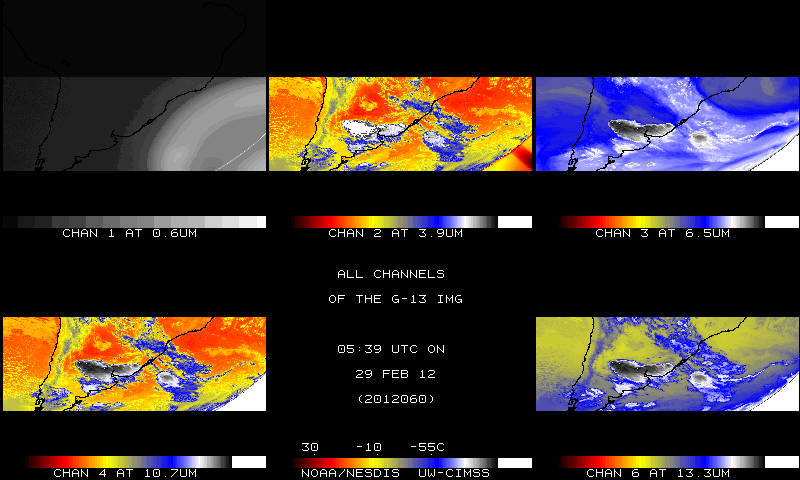 CHAN 1 AT 0.6UM
CHAN 2 AT 3.9UM
CHAN 3 AT 6.5UM
ALL CHANNELS
OF THE G-13 IMG
05:39 UTC ON
29 FEB 12
(2012060)
30 -10 -55C
CHAN 4 AT 10.7UM
NOAA/NESDIS UW-CIMSS
CHAN 6 AT 13.3UM